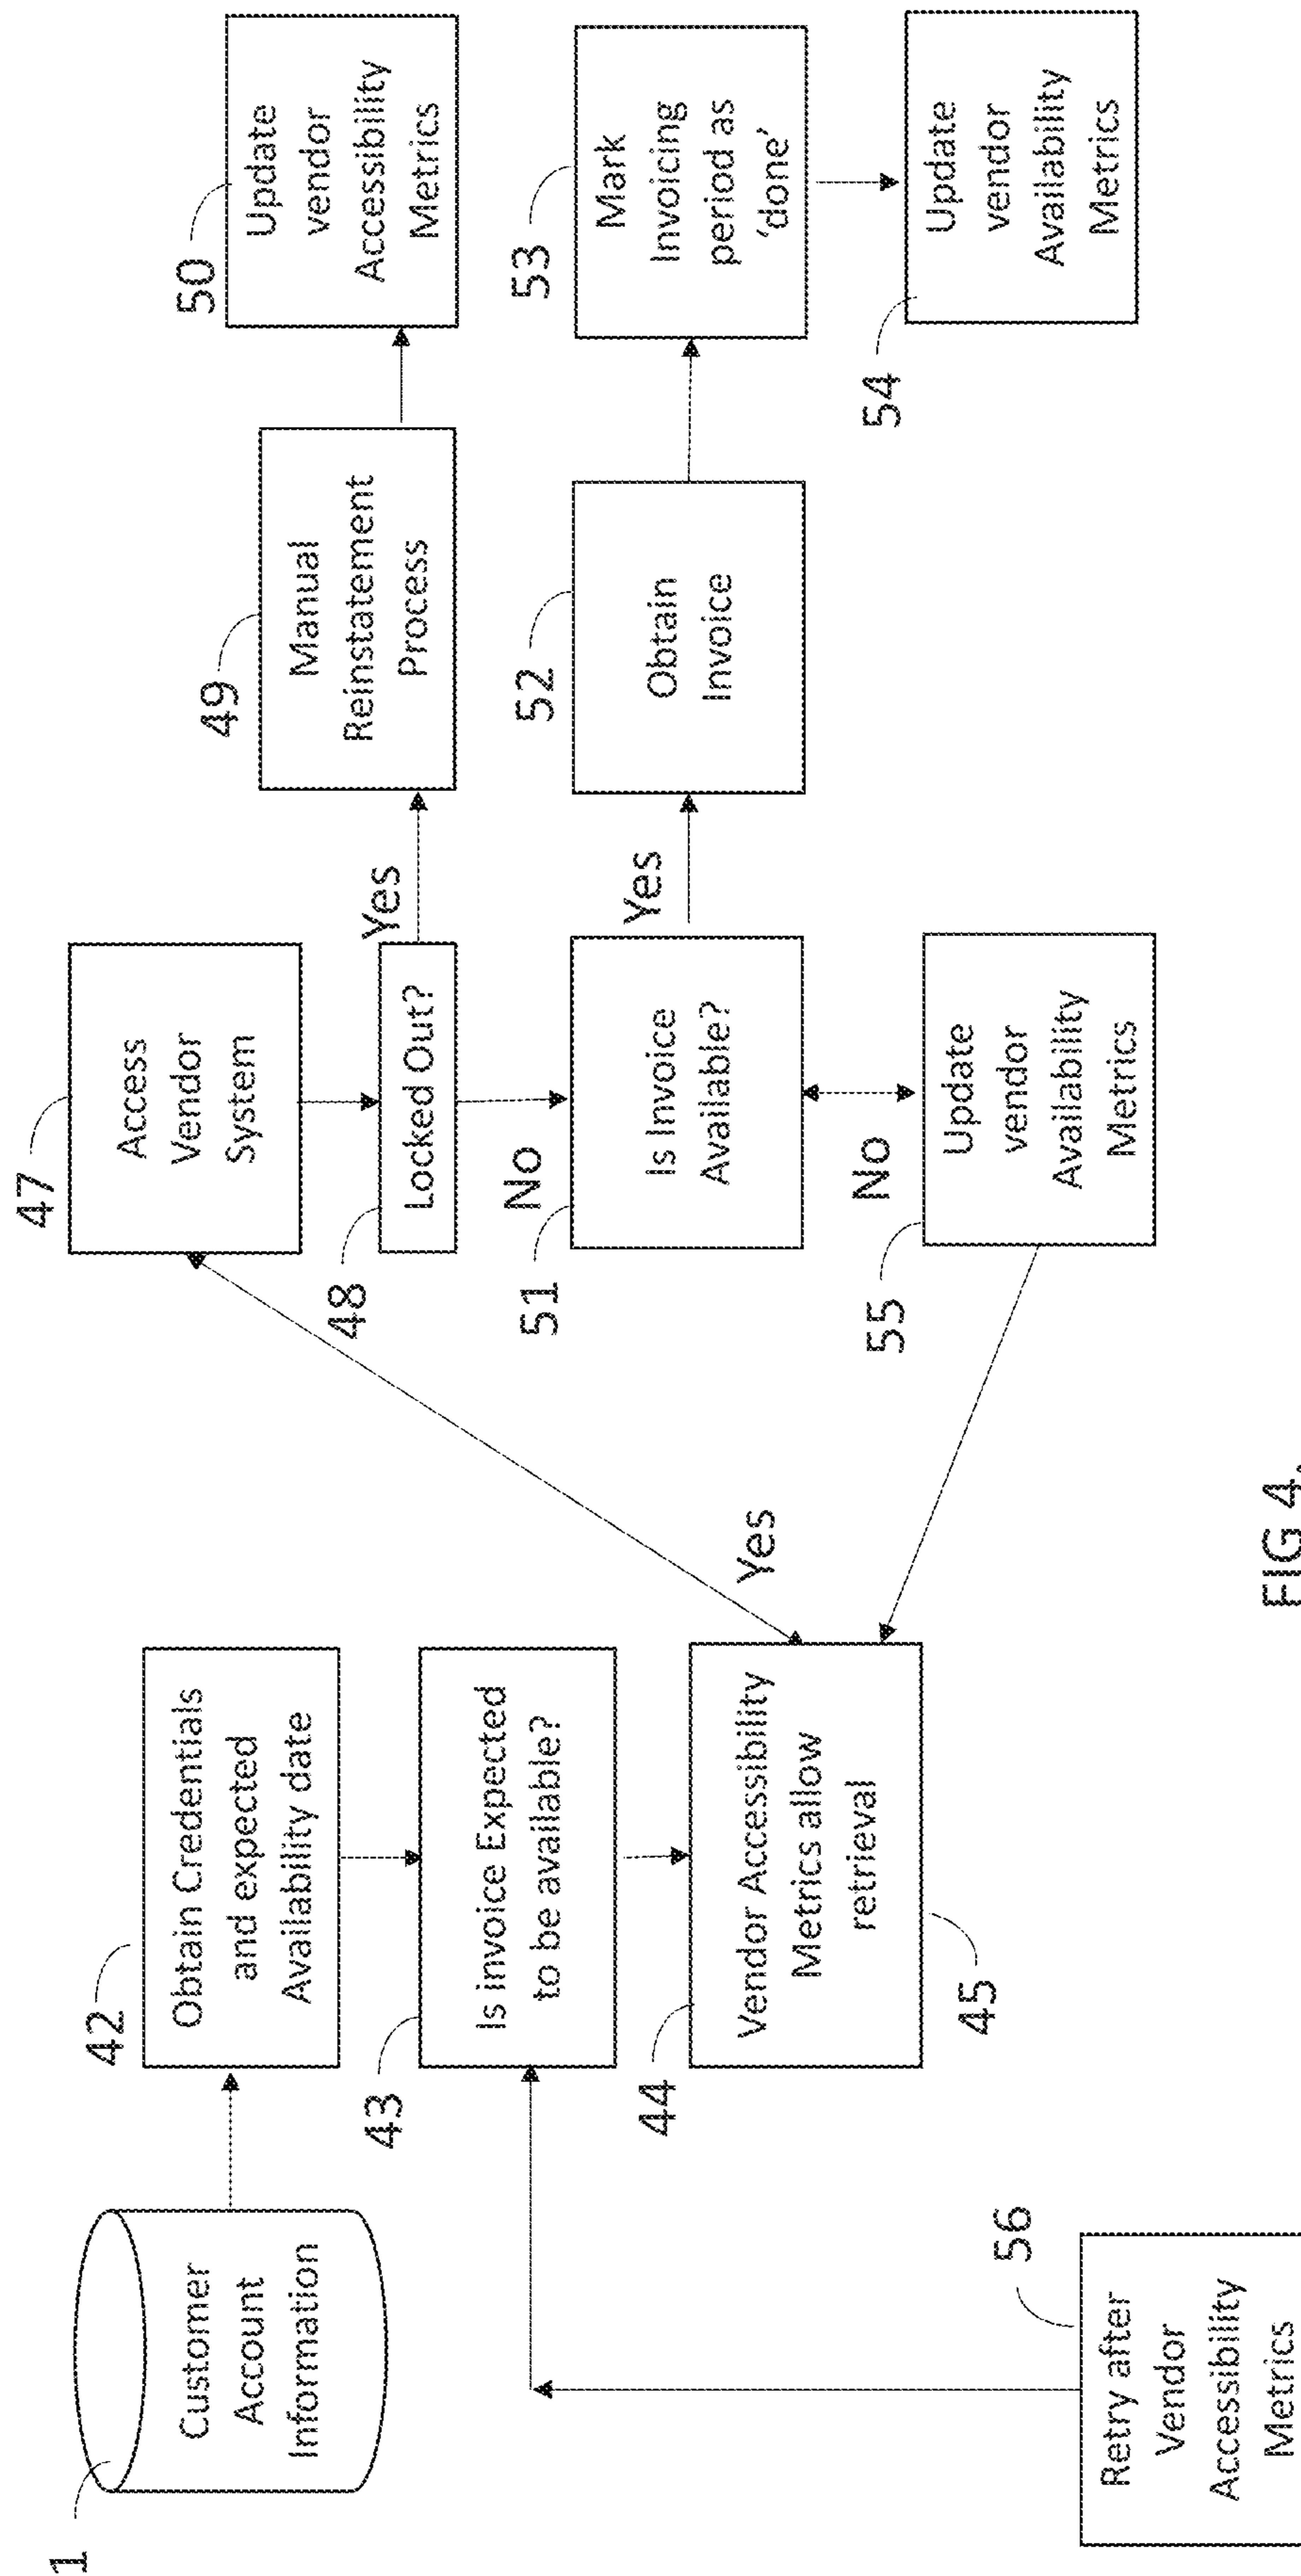 1
Customer
Account
Information
42
Obtain Credentials
and expected
Availability date
43
Is invoice Expected
to be available?
44
Vendor Accessibility
Metrics allow
retrieval
45
Yes
56
Retry after
Vendor
Accessibility
Metrics
47
Access
Vendor
System
48
Locked Out?
Yes
No
49
Manual
Reinstatement
Process
50
Update
vendor
Accessibility
Metrics
51
Is Invoice
Available?
Yes
No
52
Obtain
Invoice
53
Mark
Invoicing
period as
‘done’
54
Update
vendor
Availability
Metrics
55
Update
vendor
Availability
Metrics
FIG 4.